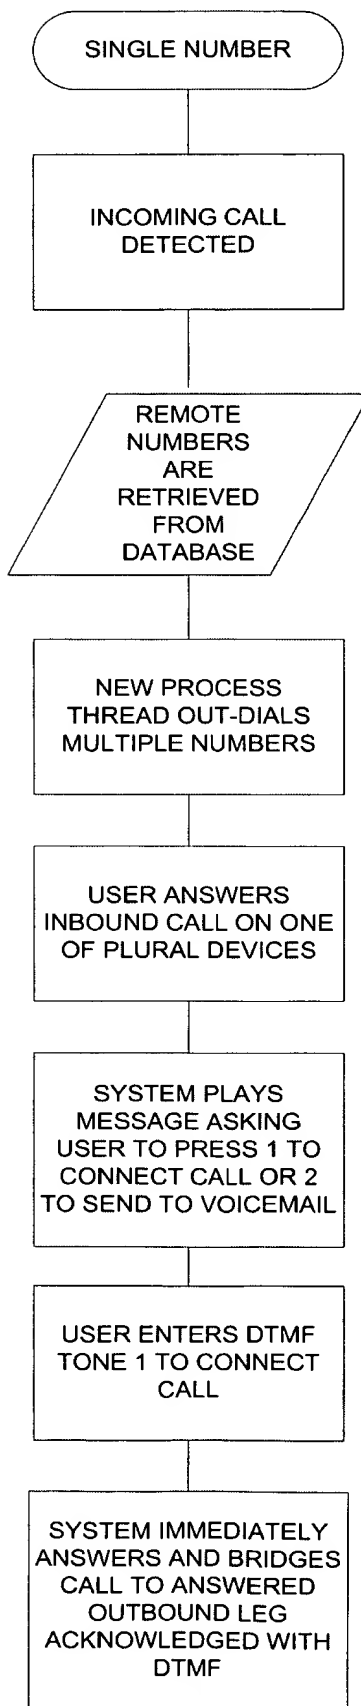 SINGLE NUMBER
INCOMING CALL
DETECTED
REMOTE
NUMBERS
ARE
RETRIEVED
FROM
DATABASE
NEW PROCESS
THREAD OUT-DIALS
MULTIPLE NUMBERS
USER ANSWERS
INBOUND CALL ON ONE
OF PLURAL DEVICES
SYSTEM PLAYS
MESSAGE ASKING
USER TO PRESS 1 TO
CONNECT CALL OR 2
TO SEND TO VOICEMAIL
USER ENTERS DTMF
TONE 1 TO CONNECT
CALL
SYSTEM IMMEDIATELY
ANSWERS AND BRIDGES
CALL TO ANSWERED
OUTBOUND LEG
ACKNOWLEDGED WITH
DTMF